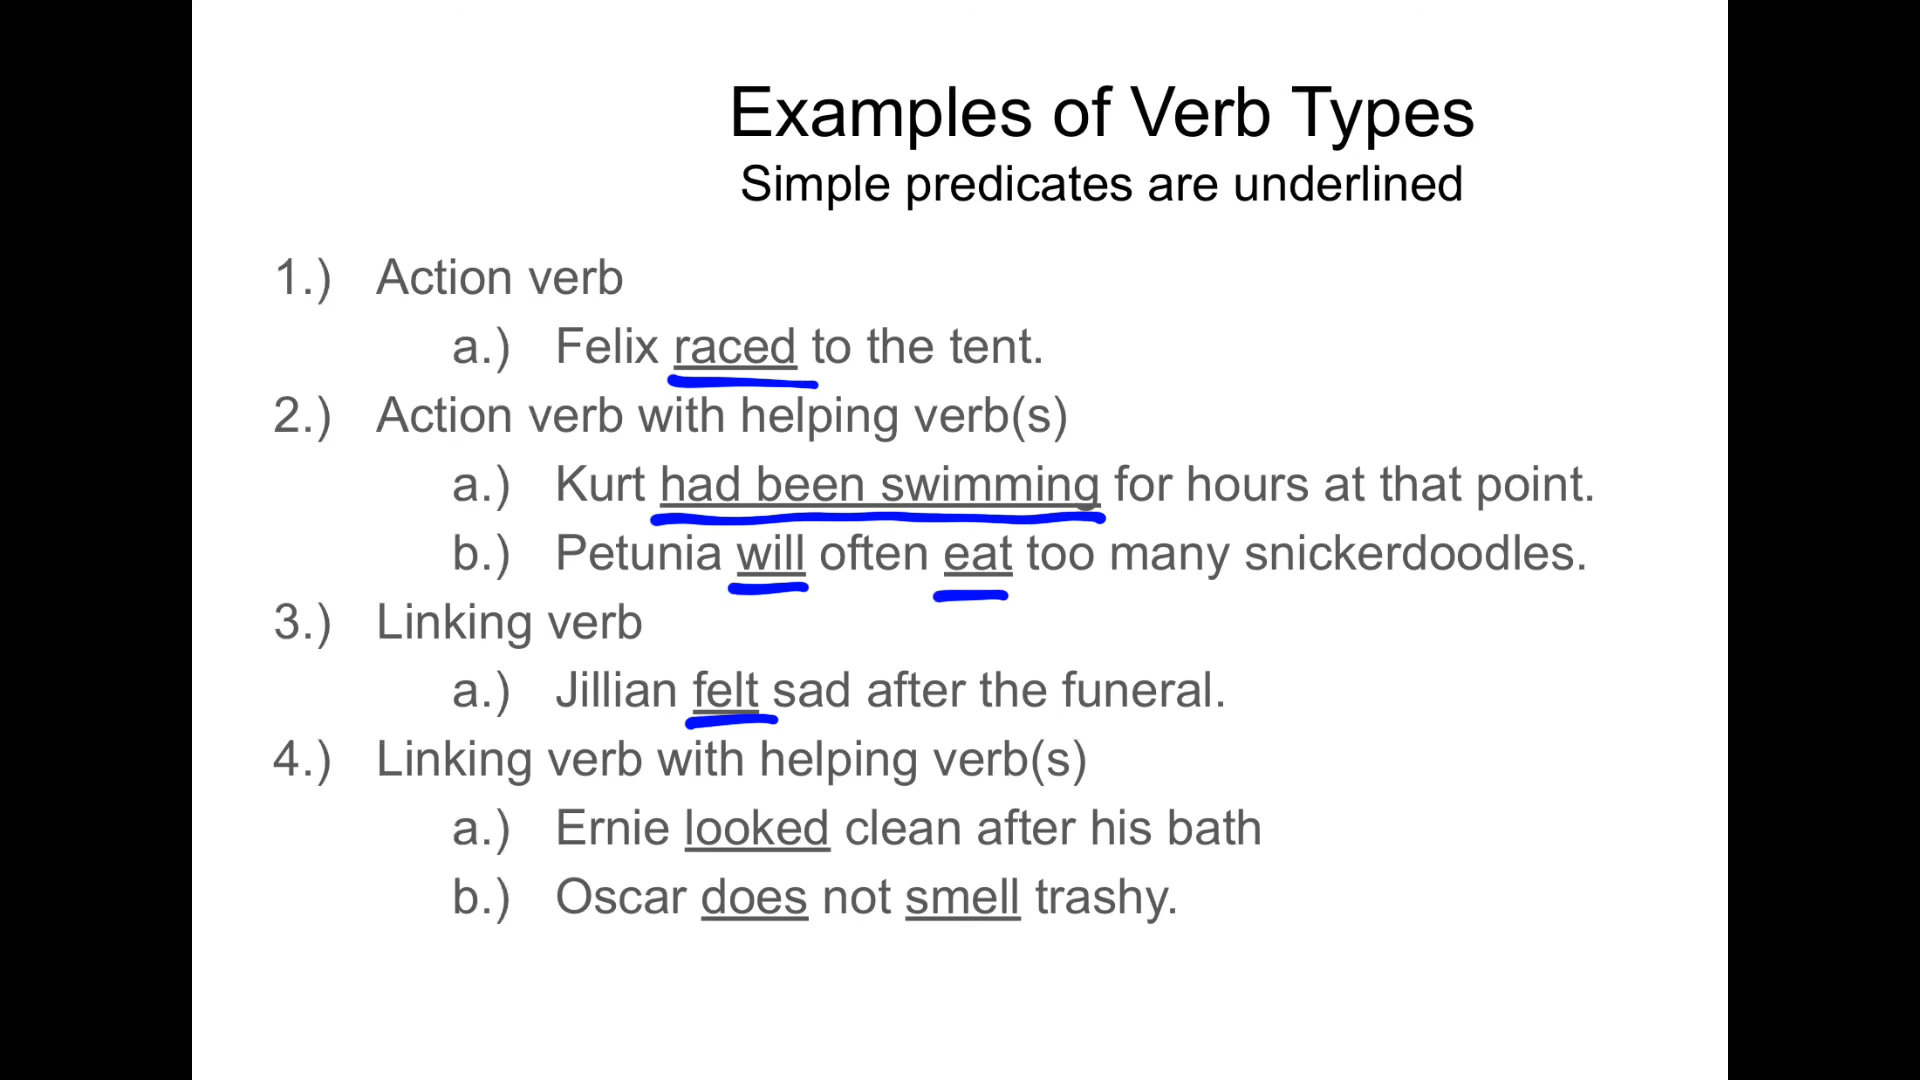 Examples of Verb Types
Simple predicates are underlined
1.) Action verb
a.) Felix raced to the tent.
2.) Action verb with helping verb(s)
a.) Kurt had been swimming for hours at that point.
b.) Petunia will often eat too many snickerdoodles.
3.) Linking verb
a.) Jillian felt sad after the funeral.
4.) Linking verb with helping verb(s)
a.) Ernie looked clean after his bath
b.) Oscar does not smell trashy.